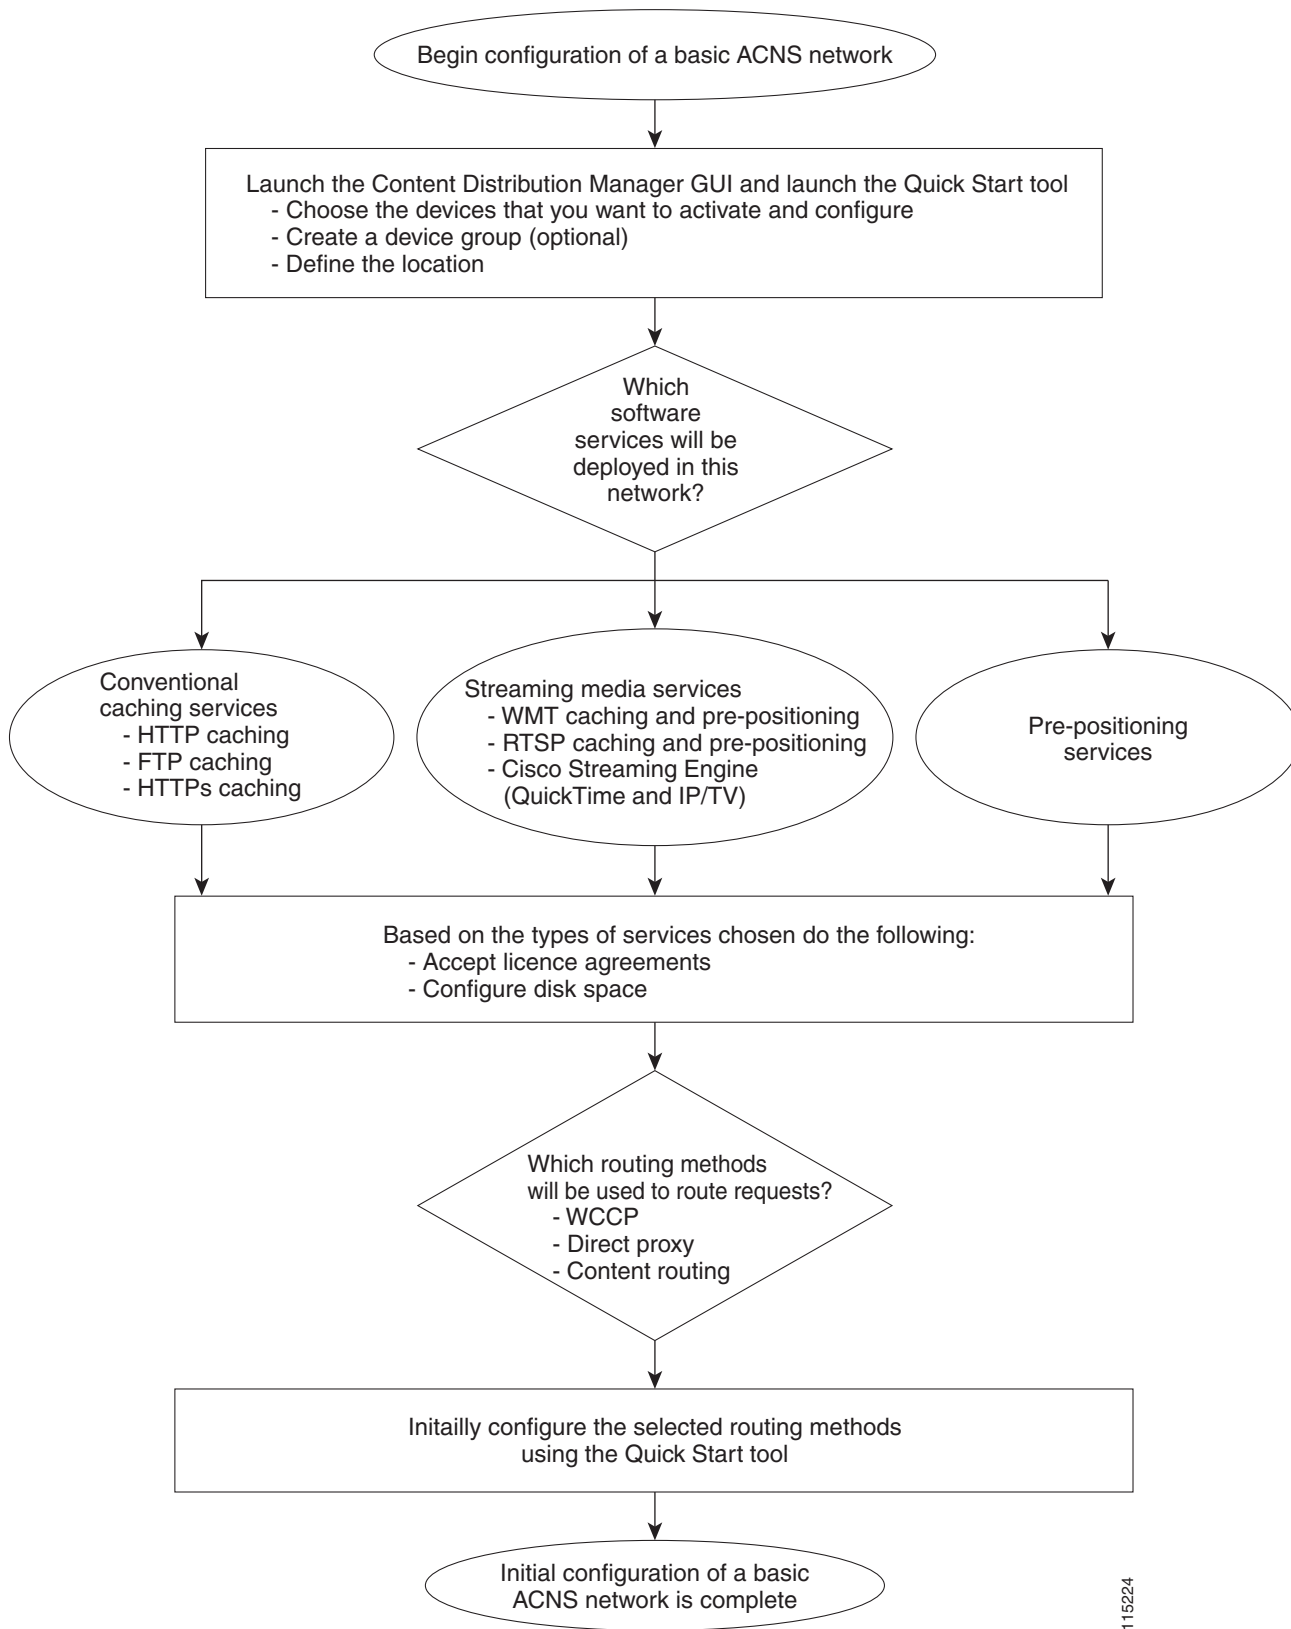 Begin configuration of a basic ACNS network
Launch the Content Distribution Manager GUI and launch the Quick Start tool
- Choose the devices that you want to activate and configure
- Create a device group (optional)
- Define the location
Which
software
services will be
deployed in this
network?
Conventional
caching services
- HTTP caching
- FTP caching
- HTTPs caching
Streaming media services
- WMT caching and pre-positioning
- RTSP caching and pre-positioning
- Cisco Streaming Engine
(QuickTime and IP/TV)
Pre-positioning
services
Based on the types of services chosen do the following:
- Accept licence agreements
- Configure disk space
Which routing methods
will be used to route requests?
- WCCP
- Direct proxy
- Content routing
Initailly configure the selected routing methods
using the Quick Start tool
Initial configuration of a basic
ACNS network is complete
115224